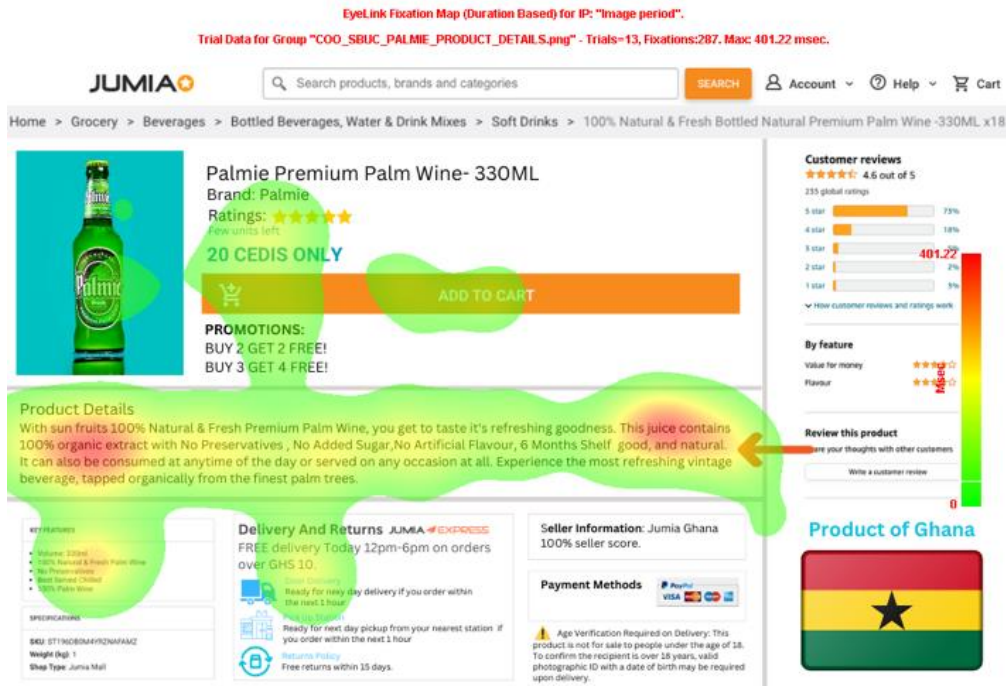 EyeLink Fixation Map (Duration Based) for IP: "Image period".
Trial Data for Group "COO_SBUC_PALMIE_PRODUCT_DETAILS.png" - Trials=13, Fixations:287. Max: 401.22 msec.
JUMIA
Search products, brands and categories
SEARCH
Account
Help
Cart
Home > Grocery > Beverages > Bottled Beverages, Water & Drink Mixes > Soft Drinks > 100% Natural & Fresh Bottled Natural Premium Palm Wine -330ML x18
Palmie
Palmie Premium Palm Wine- 330ML
Brand: Palmie
Ratings:
Few units left
20 CEDIS ONLY
ADD TO CART
PROMOTIONS:
BUY 2 GET 2 FREE!
BUY 3 GET 4 FREE!
Customer reviews
4.6 out of 5
235 global ratings
5 star 73%
4 star 18%
3 star
2 star 2%
1 star 5%
How customer reviews and ratings work
By feature
Value for money
Flavour
Review this product
are your thoughts with other customers
Write a customer review
401.22
Msec
0
Product Details
With sun fruits 100% Natural & Fresh Premium Palm Wine, you get to taste it's refreshing goodness. This juice contains
100% organic extract with No Preservatives , No Added Sugar,No Artificial Flavour, 6 Months Shelf good, and natural.
It can also be consumed at anytime of the day or served on any occasion at all. Experience the most refreshing vintage
beverage, tapped organically from the finest palm trees.
KEY FEATURES
Volume: 330ml
100% Natural & Fresh Palm Wine
No Preservatives
Best Served Chilled
100% Palm Wine
SPECIFICATIONS
SKU: ST196DB0M4Y9ZNAFAMZ
Weight (kg): 1
Shop Type: Jumia Mall
Delivery And Returns JUMIA EXPRESS
FREE delivery Today 12pm-6pm on orders
over GHS 10.
Door Delivery
Ready for nexy day delivery if you order within
the next 1 hour
Pick Up Station
Ready for next day pickup from your nearest station if
you order within the next 1 hour
Returns Policy
Free returns within 15 days.
Seller Information: Jumia Ghana
100% seller score.
Payment Methods
PayPal
VISA
Age Verification Required on Delivery: This
product is not for sale to people under the age of 18.
To confirm the recipient is over 18 years, valid
photographic ID with a date of birth may be required
upon delivery.
Product of Ghana